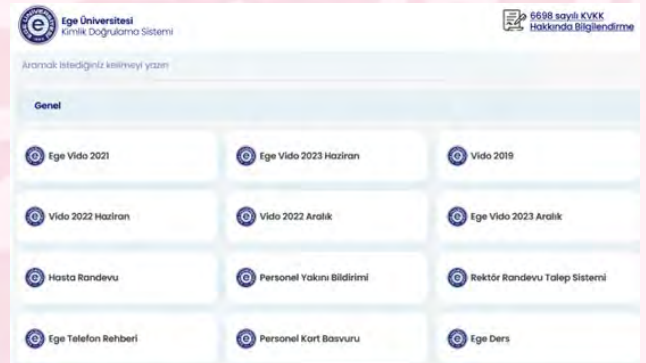 Ege Üniversitesi
Kimlik Doğrulama Sistemi
6698 sayılı KVKK
Hakkında Bilgilendirme
Aramak istediğiniz kelimeyi yazın
Genel
Ege Vido 2021
Ege Vido 2023 Haziran
Vido 2019
Vido 2022 Haziran
Vido 2022 Aralık
Ege Vido 2023 Aralık
Hasta Randevu
Personel Yakını Bildirimi
Rektör Randevu Talep Sistemi
Ege Telefon Rehberi
Personel Kart Basvuru
Ege Ders